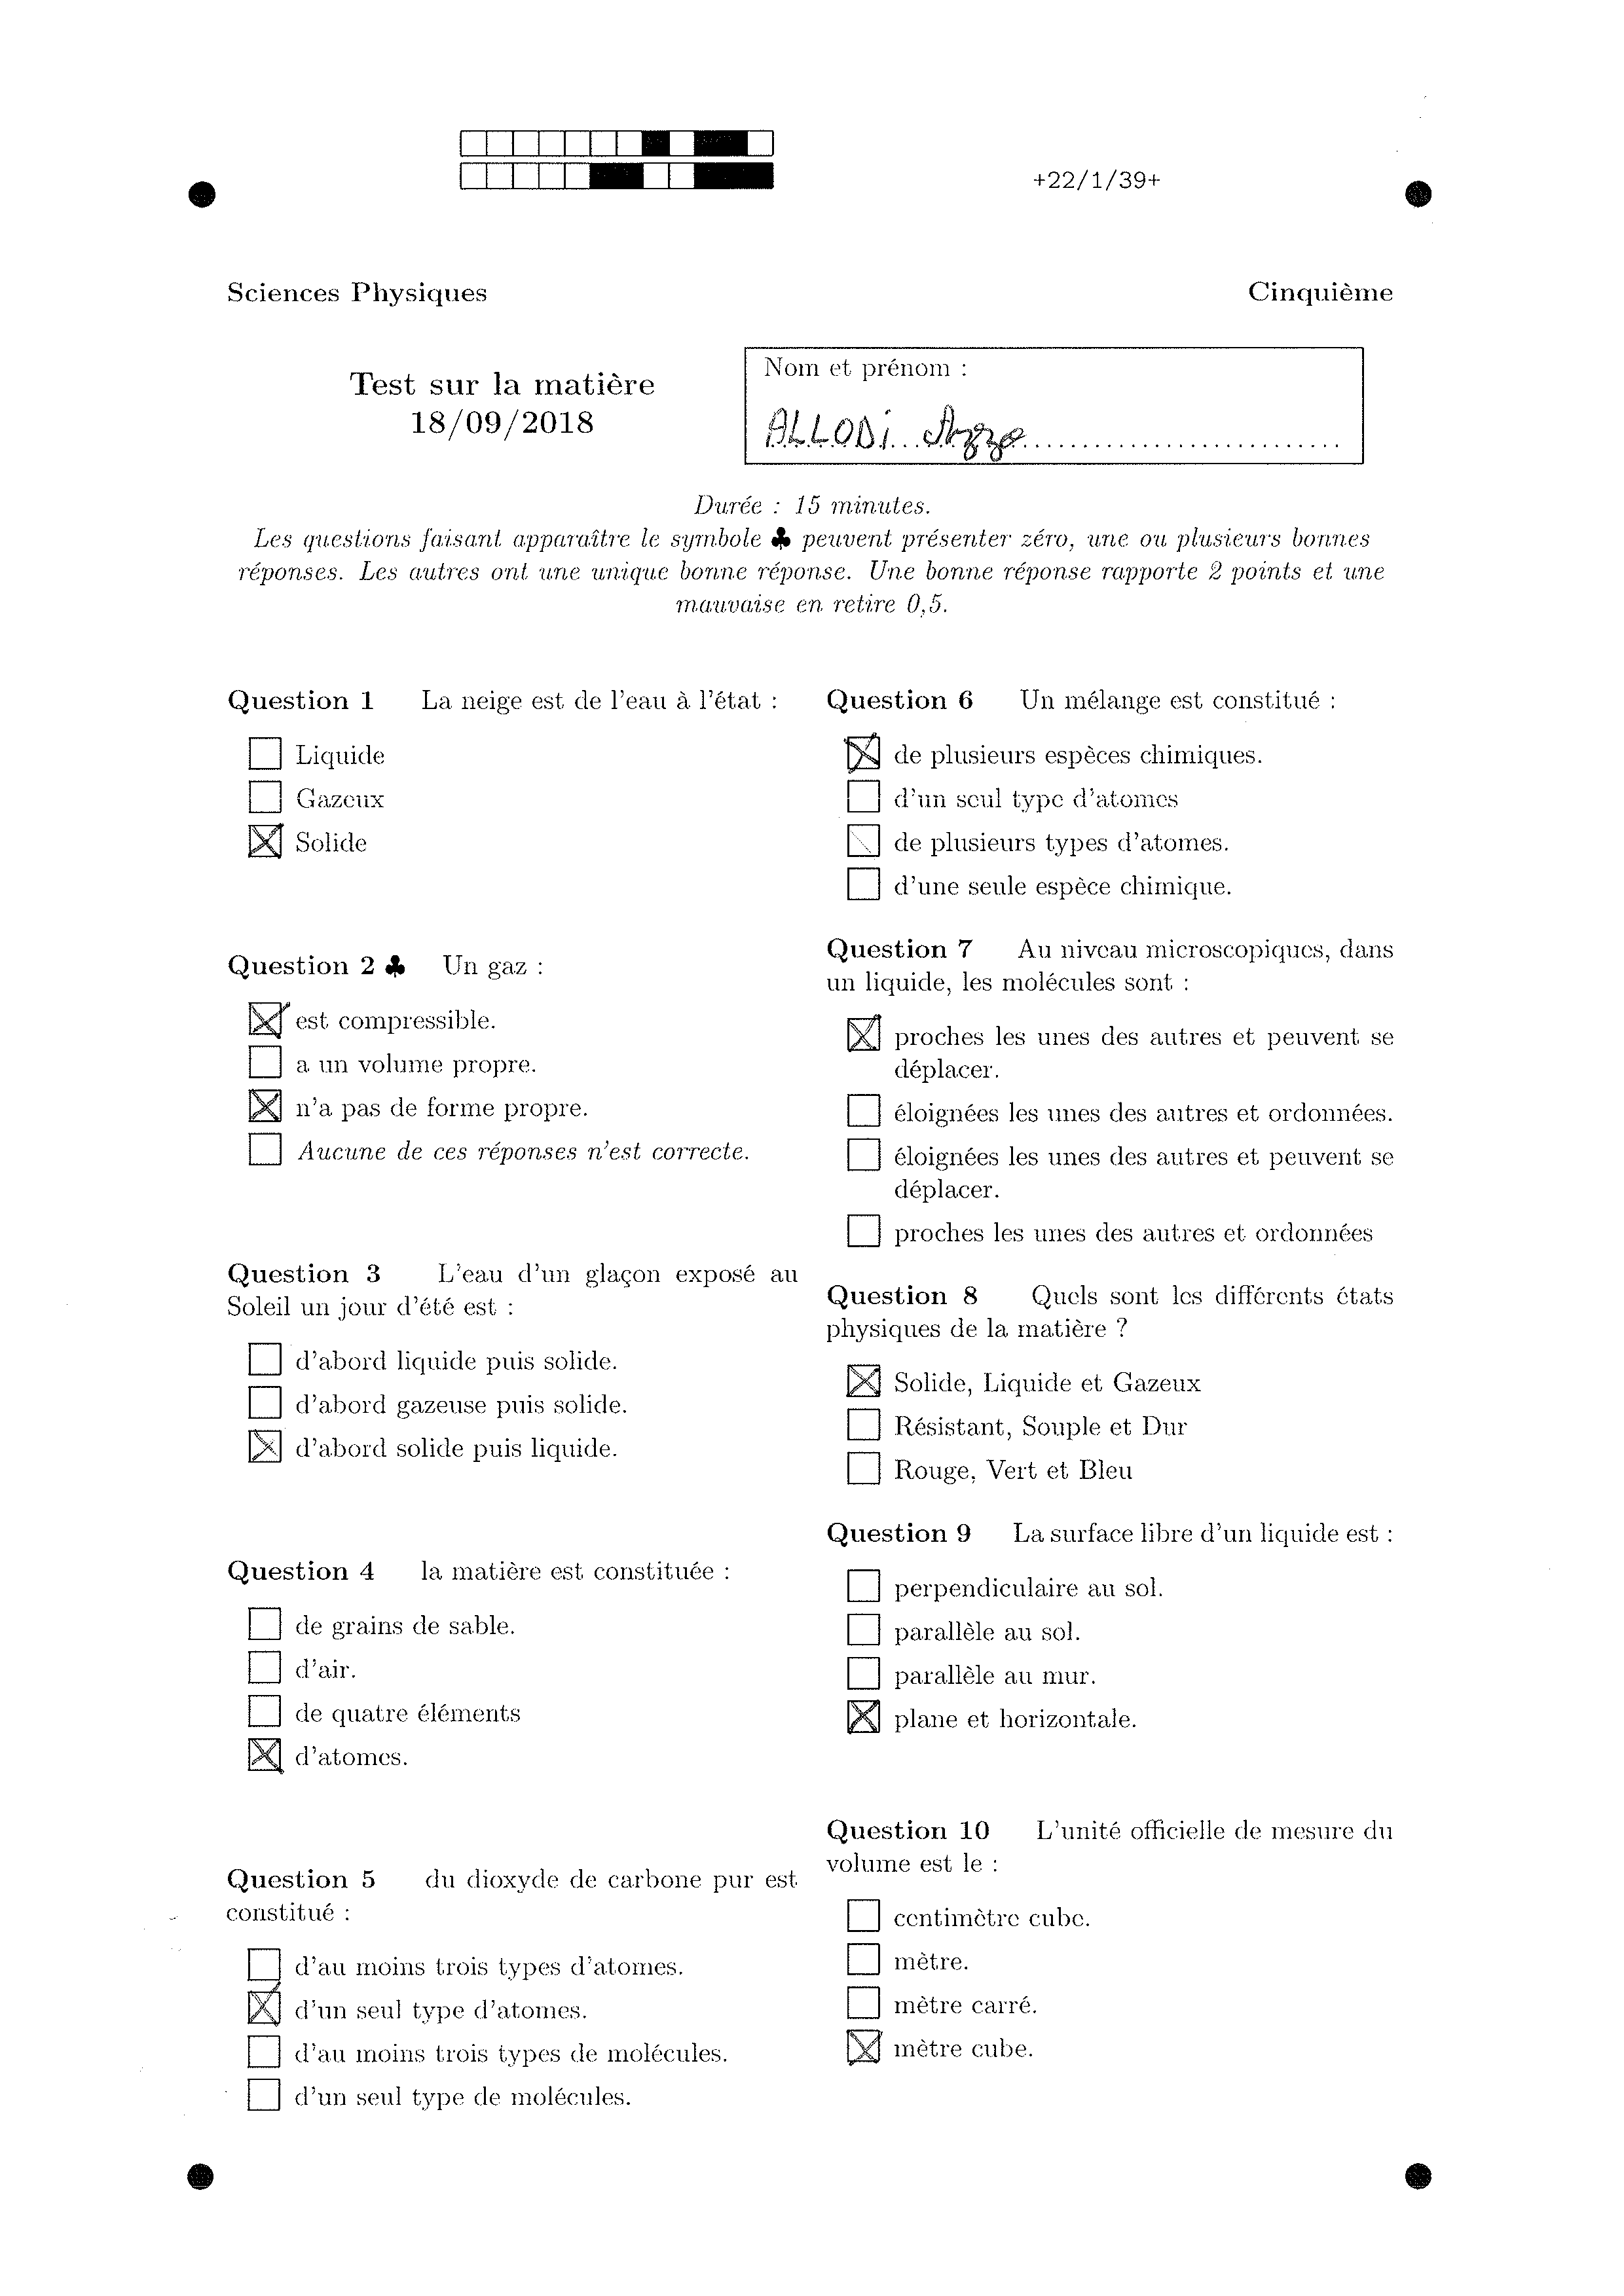 +22/1/39+
Sciences Physiques
Cinquième
Test sur la matière
18/09/2018
Nom et prénom :
ALLODi
Durée : 15 minutes.
Les questions faisant apparaître le symbole ♣ peuvent présenter zéro, une ou plusieurs bonnes
réponses. Les autres ont une unique bonne réponse. Une bonne réponse rapporte 2 points et une
mauvaise en retire 0,5.
Question 1 La neige est de l'eau à l'état :
Liquide
Gazeux
Solide
Question 2 ♣ Un gaz :
est compressible.
a un volume propre.
n'a pas de forme propre.
Aucune de ces réponses n'est correcte.
Question 3 L'eau d'un glaçon exposé au
Soleil un jour d'été est :
d'abord liquide puis solide.
d'abord gazeuse puis solide.
d'abord solide puis liquide.
Question 4 la matière est constituée :
de grains de sable.
d'air.
de quatre éléments
d'atomes.
Question 5 du dioxyde de carbone pur est
constitué :
d'au moins trois types d'atomes.
d'un seul type d'atomes.
d'au moins trois types de molécules.
d'un seul type de molécules.
Question 6 Un mélange est constitué :
de plusieurs espèces chimiques.
d'un seul type d'atomes
de plusieurs types d'atomes.
d'une seule espèce chimique.
Question 7 Au niveau microscopiques, dans
un liquide, les molécules sont :
proches les unes des autres et peuvent se
déplacer.
éloignées les unes des autres et ordonnées.
éloignées les unes des autres et peuvent se
déplacer.
proches les unes des autres et ordonnées
Question 8 Quels sont les différents états
physiques de la matière ?
Solide, Liquide et Gazeux
Résistant, Souple et Dur
Rouge, Vert et Bleu
Question 9 La surface libre d'un liquide est :
perpendiculaire au sol.
parallèle au sol.
parallèle au mur.
plane et horizontale.
Question 10 L'unité officielle de mesure du
volume est le :
centimètre cube.
mètre.
mètre carré.
mètre cube.